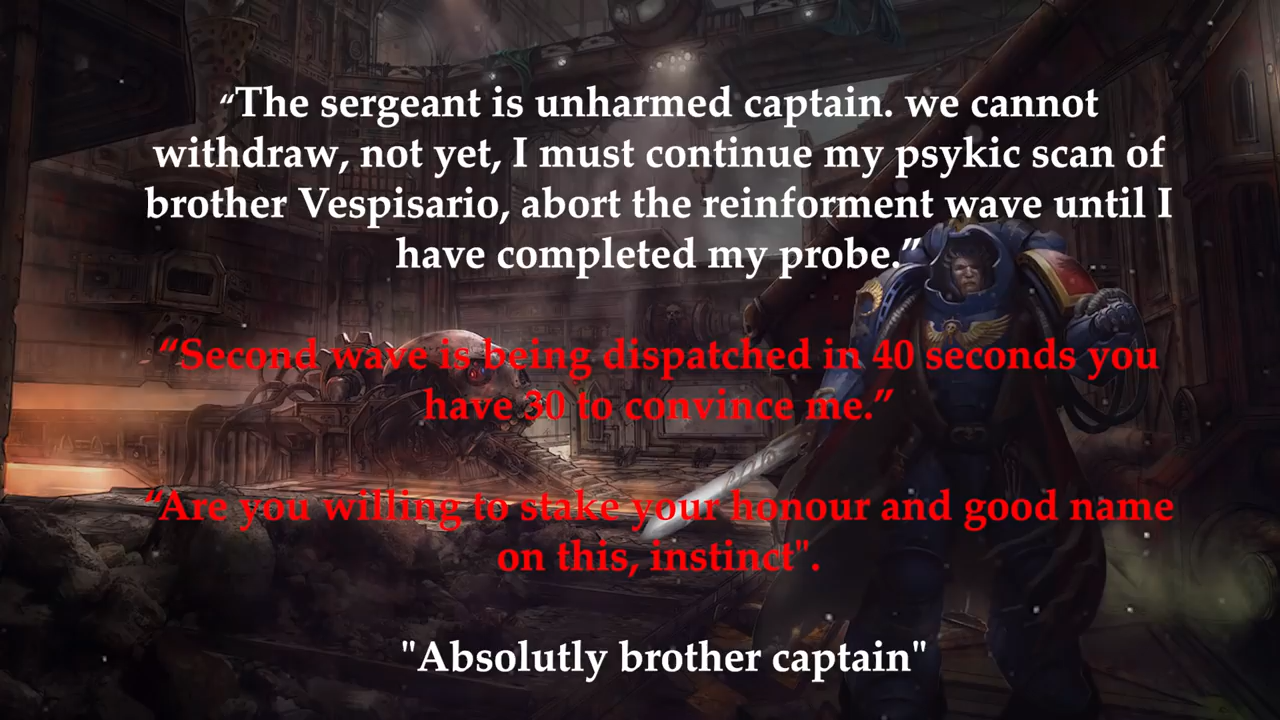 “The sergeant is unharmed captain. we cannot
withdraw, not yet, I must continue my psykic scan of
brother Vespisario, abort the reinforment wave until I
have completed my probe.”
“Second wave is being dispatched in 40 seconds you
have 30 to convince me.”
“Are you willing to stake your honour and good name
on this, instinct".
"Absolutly brother captain"